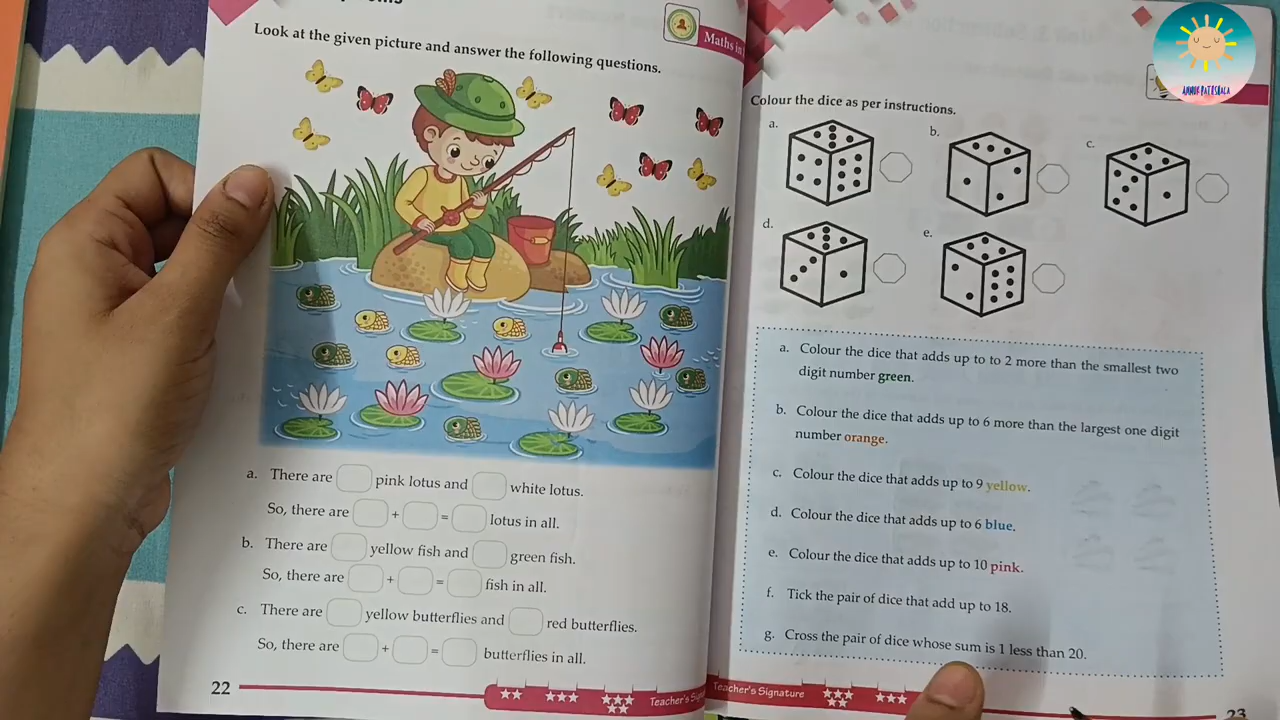 Look at the given picture and answer the following questions.
Maths in
a. There are pink lotus and white lotus.
So, there are + = lotus in all.
b. There are yellow fish and green fish.
So, there are + = fish in all.
c. There are yellow butterflies and red butterflies.
So, there are + = butterflies in all.
22
Teacher's
ANNUK PATHSHALA
Colour the dice as per instructions.
a.
b.
c.
d.
e.
a. Colour the dice that adds up to to 2 more than the smallest two
digit number green.
b. Colour the dice that adds up to 6 more than the largest one digit
number orange.
c. Colour the dice that adds up to 9 yellow.
d. Colour the dice that adds up to 6 blue.
e. Colour the dice that adds up to 10 pink.
f. Tick the pair of dice that add up to 18.
g. Cross the pair of dice whose sum is 1 less than 20.
Teacher's Signature
23